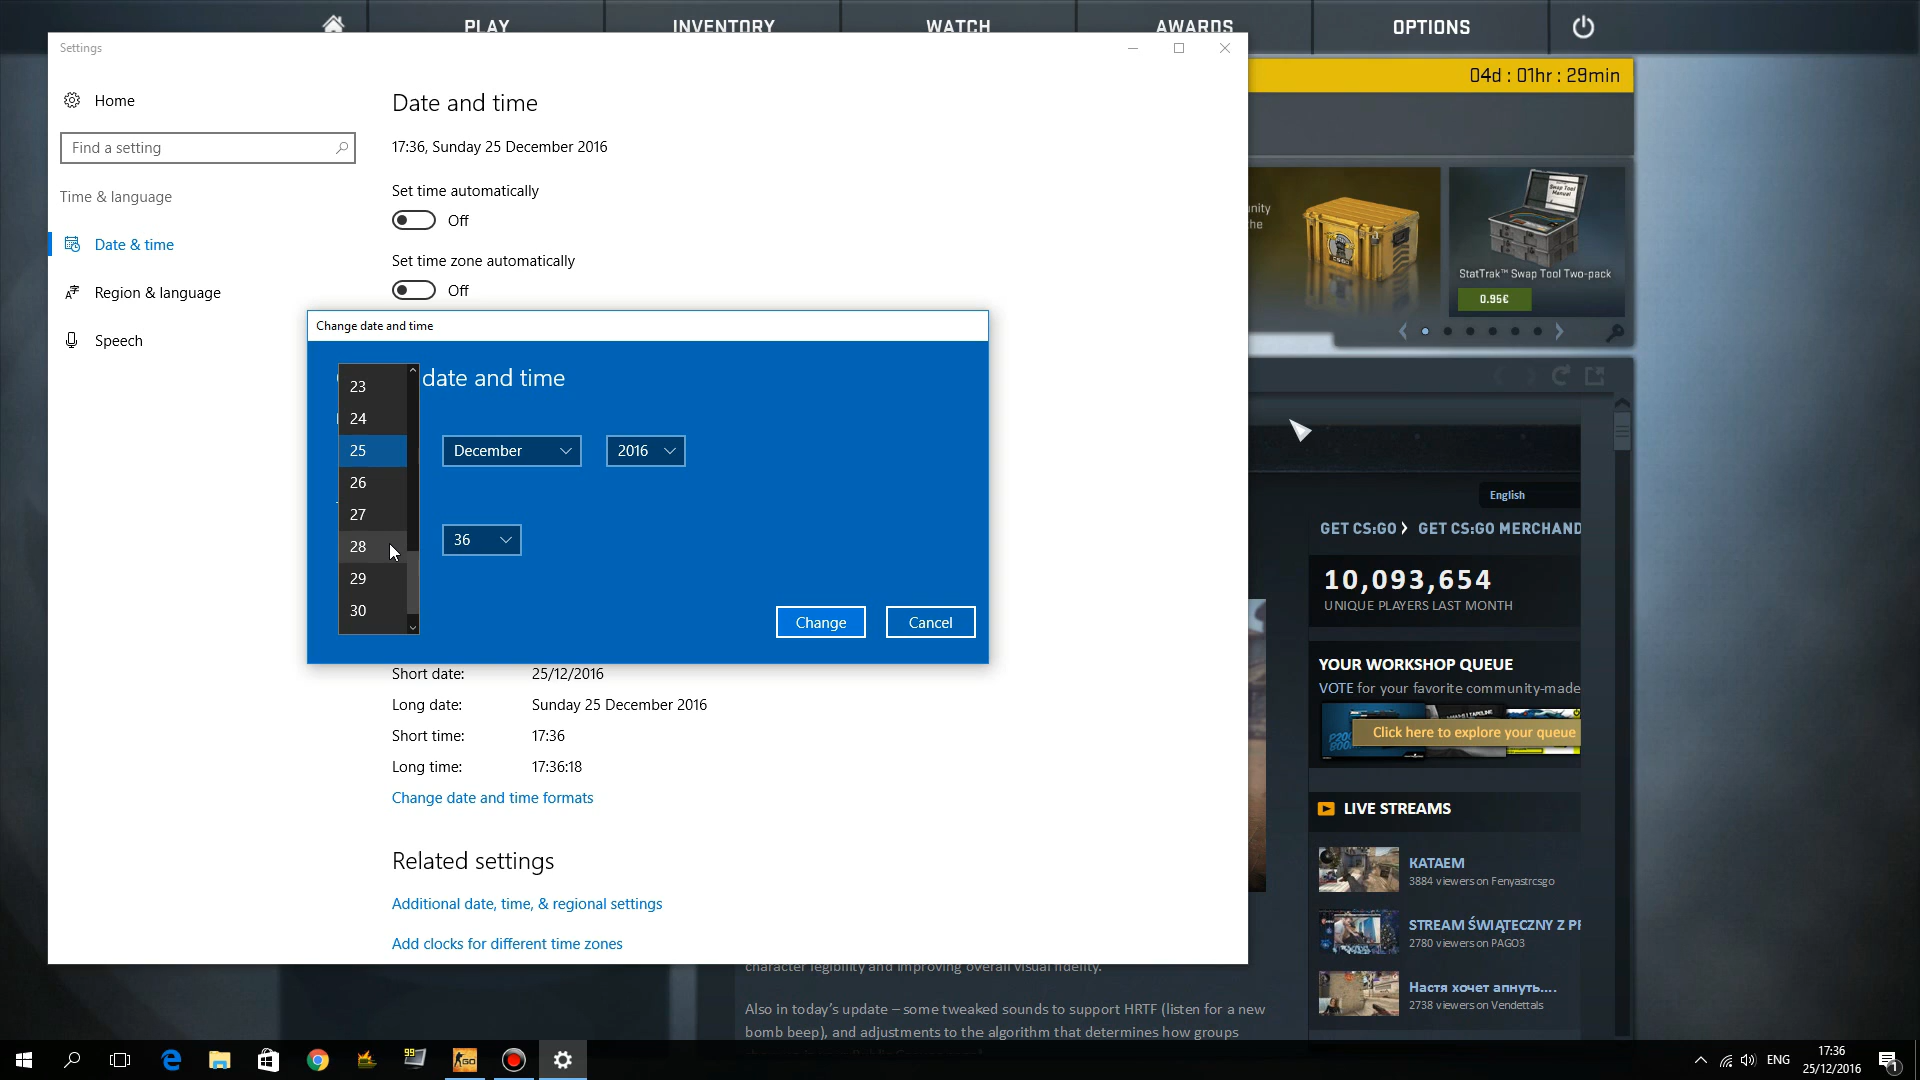 PLAY
INVENTORY
WATCH
AWARDS
OPTIONS
Settings
04d : 01hr : 29min
Home
Date and time
Find a setting
17:36, Sunday 25 December 2016
Time & language
Set time automatically
Off
Date & time
Set time zone automatically
Off
Region & language
Speech
StatTrak™ Swap Tool Two-pack
0.95€
Swap Tool
Manual
CS:GO
Change date and time
date and time
23
24
25
26
27
28
29
30
December
2016
36
Change
Cancel
English
GET CS:GO
GET CS:GO MERCHAND
10,093,654
UNIQUE PLAYERS LAST MONTH
YOUR WORKSHOP QUEUE
VOTE for your favorite community-made
Click here to explore your queue
LIVE STREAMS
KATAEM
3884 viewers on Fenyastrcsgo
STREAM ŚWIĄTECZNY Z
2780 viewers on PAGO3
Настя хочет апнуть....
2738 viewers on Vendettals
Short date:
25/12/2016
Long date:
Sunday 25 December 2016
Short time:
17:36
Long time:
17:36:18
Change date and time formats
Related settings
Additional date, time, & regional settings
Add clocks for different time zones
character legibility and improving overall visual fidelity.
Also in today's update – some tweaked sounds to support HRTF (listen for a new
bomb beep), and adjustments to the algorithm that determines how groups
99
GO
ENG
17:36
25/12/2016
1